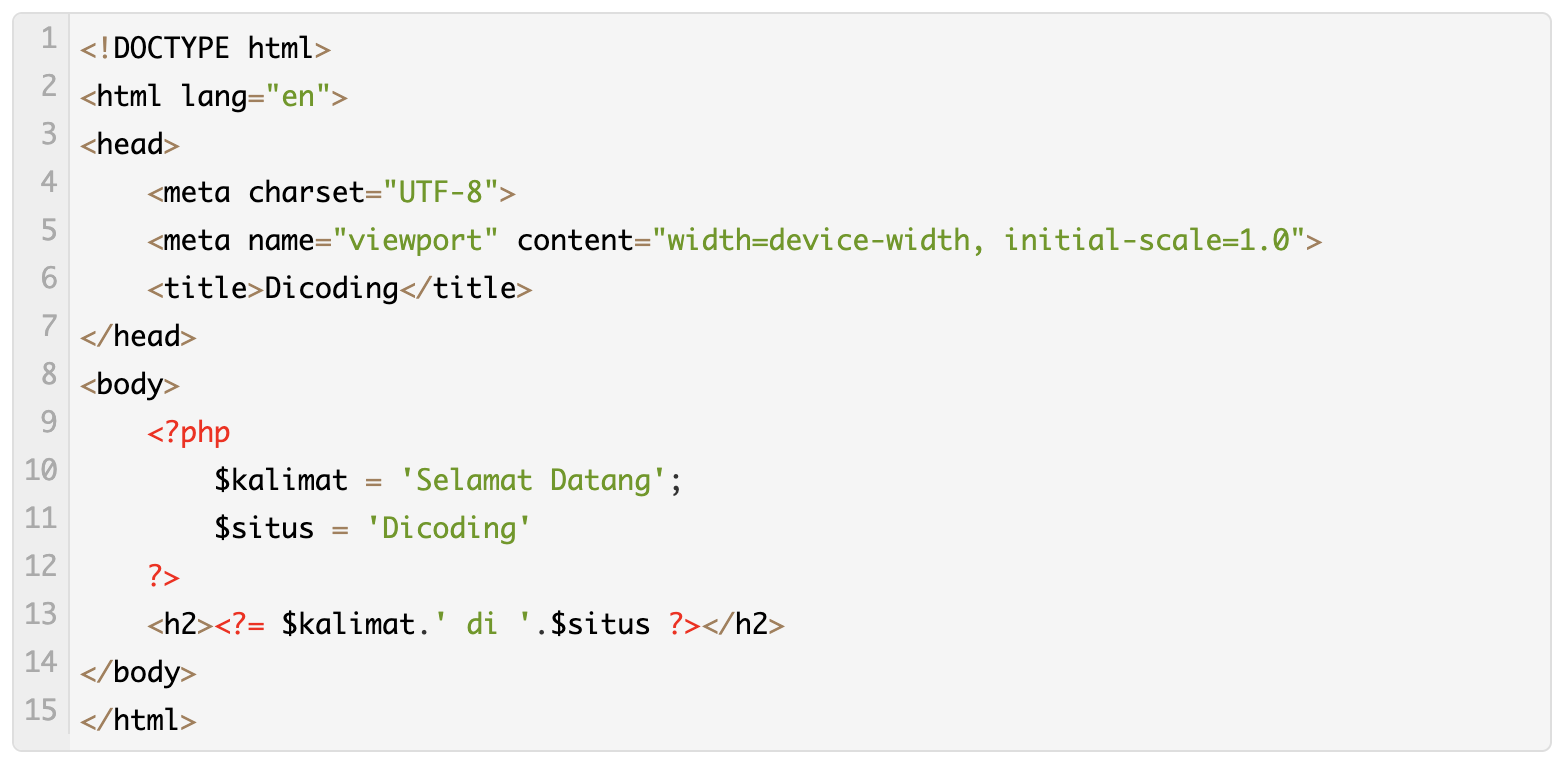 1 <!DOCTYPE html>
2 <html lang="en">
3 <head>
4     <meta charset="UTF-8">
5     <meta name="viewport" content="width=device-width, initial-scale=1.0">
6     <title>Dicoding</title>
7 </head>
8 <body>
9     <?php
10         $kalimat = 'Selamat Datang';
11         $situs = 'Dicoding'
12     ?>
13     <h2><?= $kalimat.' di '.$situs ?></h2>
14 </body>
15 </html>